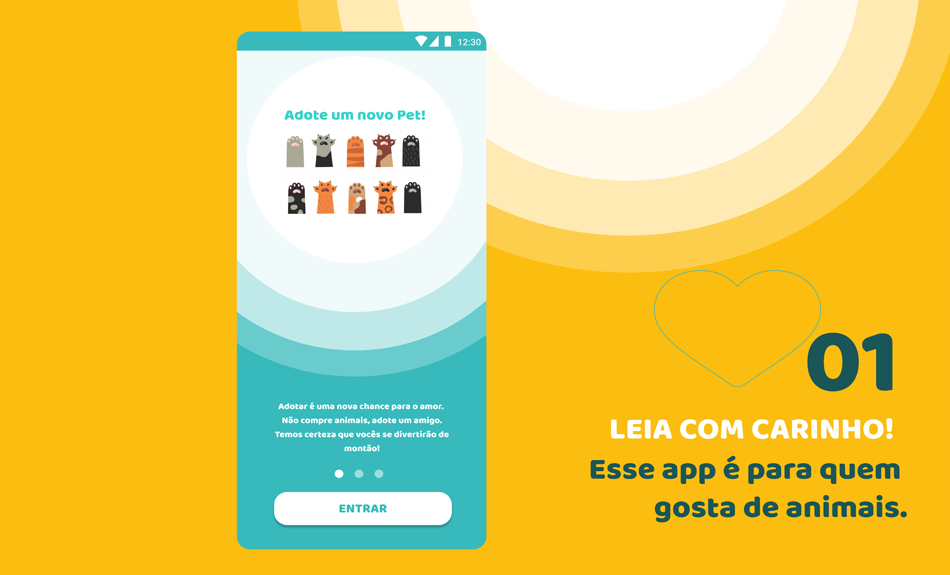 12:30
Adote um novo Pet!
Adotar é uma nova chance para o amor.
Não compre animais, adote um amigo.
Temos certeza que vocês se divertirão de
montão!
ENTRAR
01
LEIA COM CARINHO!
Esse app é para quem
gosta de animais.